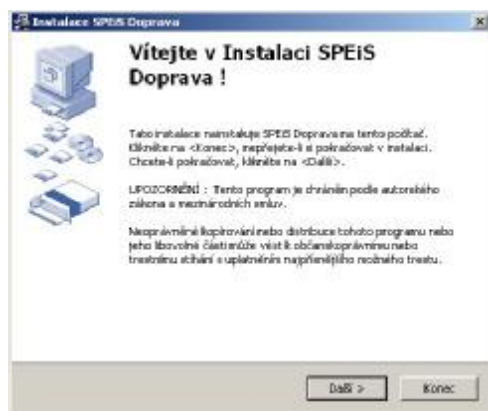 Instalace SPEiS Doprava
Vítejte v Instalaci SPEiS
Doprava !
Tato instalace nainstaluje SPEiS Doprava na tento počítač.
Klikněte na <Konec>, nepřejete-li si pokračovat v instalaci.
Chcete-li pokračovat, klikněte na <Další>.
UPOZORNĚNÍ : Tento program je chráněn podle autorského
zákona a mezinárodních smluv.
Neoprávněné kopírování nebo distribuce tohoto programu nebo
jeho libovolné části může vést k občanskoprávnímu nebo
trestnímu stíhání s uplatněním nejpřísnějšího možného trestu.
Další >
Konec